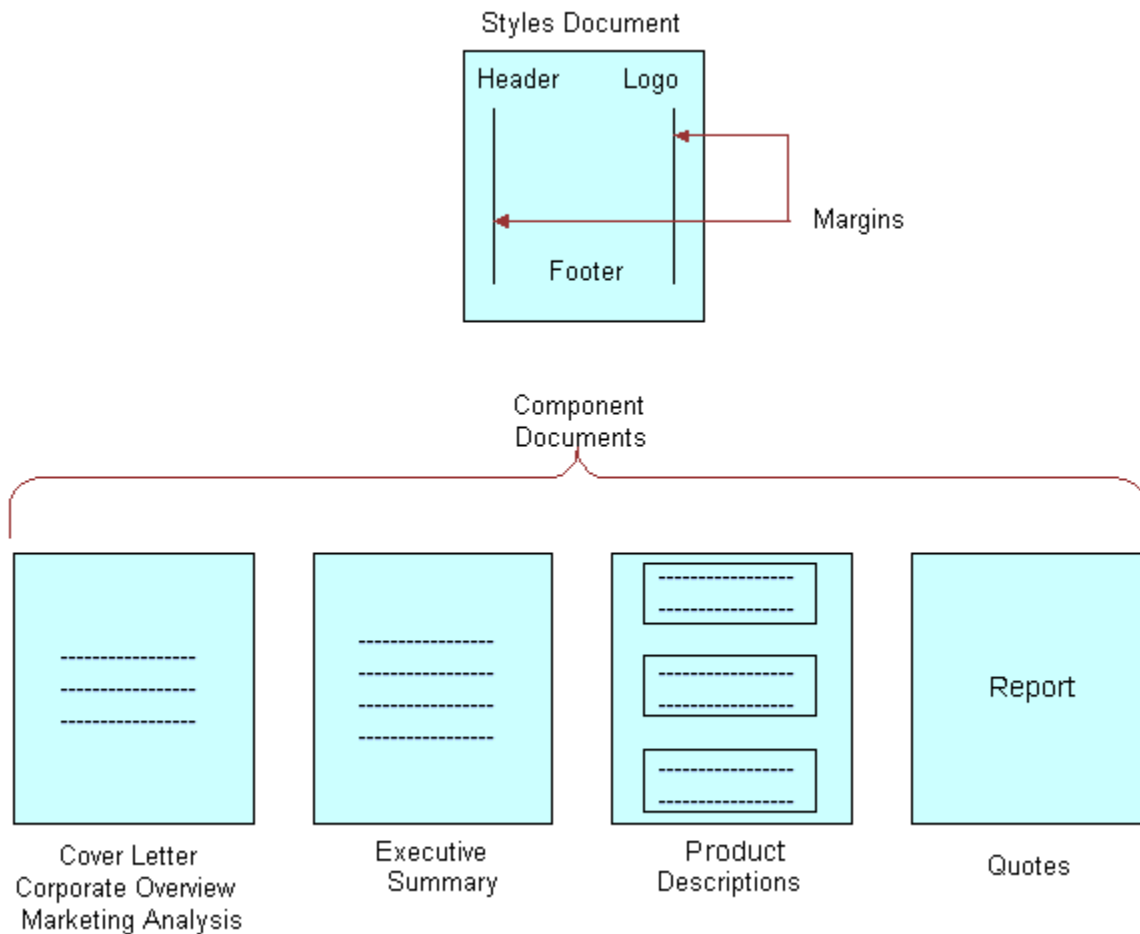 Styles Document
Header Logo
Margins
Footer
Component
Documents
Report
Cover Letter
Corporate Overview
Marketing Analysis
Executive
Summary
Product
Descriptions
Quotes